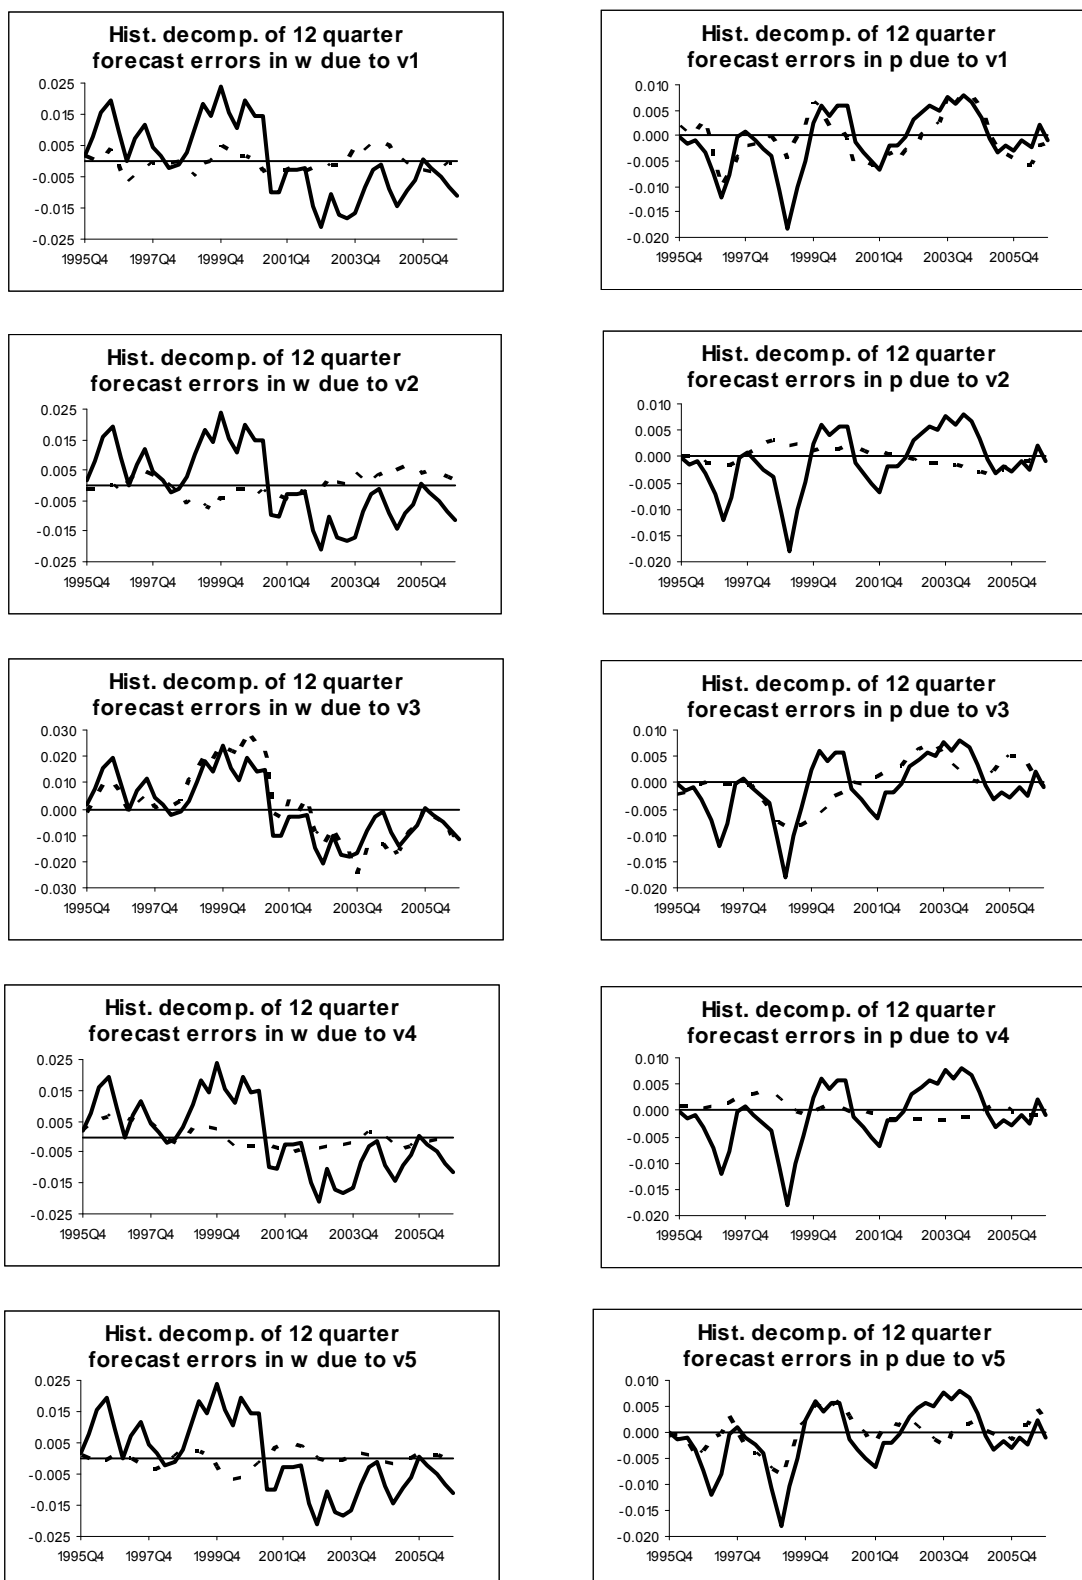 Hist. decomp. of 12 quarter
forecast errors in w due to v1
0.025
0.015
0.005
-0.005
-0.015
-0.025
1995Q4 1997Q4 1999Q4 2001Q4 2003Q4 2005Q4
Hist. decomp. of 12 quarter
forecast errors in p due to v1
0.010
0.005
0.000
-0.005
-0.010
-0.015
-0.020
1995Q4 1997Q4 1999Q4 2001Q4 2003Q4 2005Q4
Hist. decomp. of 12 quarter
forecast errors in w due to v2
0.025
0.015
0.005
-0.005
-0.015
-0.025
1995Q4 1997Q4 1999Q4 2001Q4 2003Q4 2005Q4
Hist. decomp. of 12 quarter
forecast errors in p due to v2
0.010
0.005
0.000
-0.005
-0.010
-0.015
-0.020
1995Q4 1997Q4 1999Q4 2001Q4 2003Q4 2005Q4
Hist. decomp. of 12 quarter
forecast errors in w due to v3
0.030
0.020
0.010
0.000
-0.010
-0.020
-0.030
1995Q4 1997Q4 1999Q4 2001Q4 2003Q4 2005Q4
Hist. decomp. of 12 quarter
forecast errors in p due to v3
0.010
0.005
0.000
-0.005
-0.010
-0.015
-0.020
1995Q4 1997Q4 1999Q4 2001Q4 2003Q4 2005Q4
Hist. decomp. of 12 quarter
forecast errors in w due to v4
0.025
0.015
0.005
-0.005
-0.015
-0.025
1995Q4 1997Q4 1999Q4 2001Q4 2003Q4 2005Q4
Hist. decomp. of 12 quarter
forecast errors in p due to v4
0.010
0.005
0.000
-0.005
-0.010
-0.015
-0.020
1995Q4 1997Q4 1999Q4 2001Q4 2003Q4 2005Q4
Hist. decomp. of 12 quarter
forecast errors in w due to v5
0.025
0.015
0.005
-0.005
-0.015
-0.025
1995Q4 1997Q4 1999Q4 2001Q4 2003Q4 2005Q4
Hist. decomp. of 12 quarter
forecast errors in p due to v5
0.010
0.005
0.000
-0.005
-0.010
-0.015
-0.020
1995Q4 1997Q4 1999Q4 2001Q4 2003Q4 2005Q4